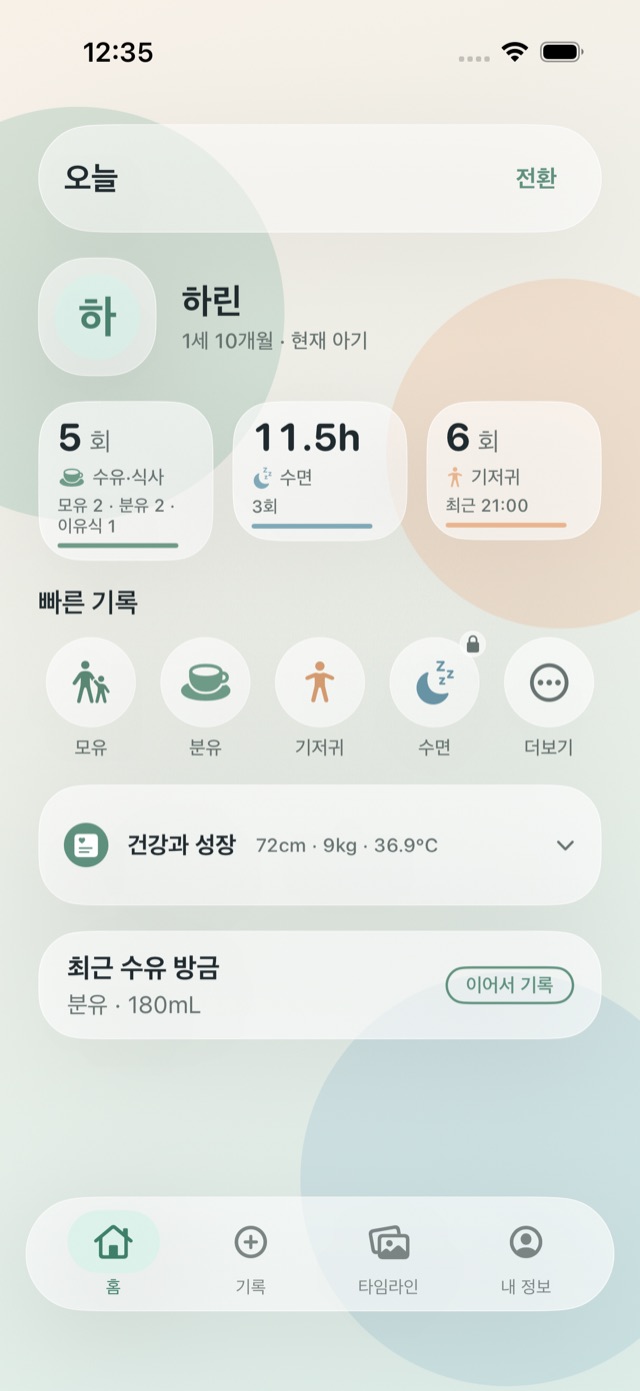 12:35
오늘
전환
하
하린
1세 10개월 · 현재 아기
5 회
수유·식사
모유 2 · 분유 2 ·
이유식 1
11.5h
수면
3회
6 회
기저귀
최근 21:00
빠른 기록
모유
분유
기저귀
수면
더보기
건강과 성장 72cm · 9kg · 36.9°C
최근 수유 방금
분유 · 180mL
이어서 기록
홈
기록
타임라인
내 정보